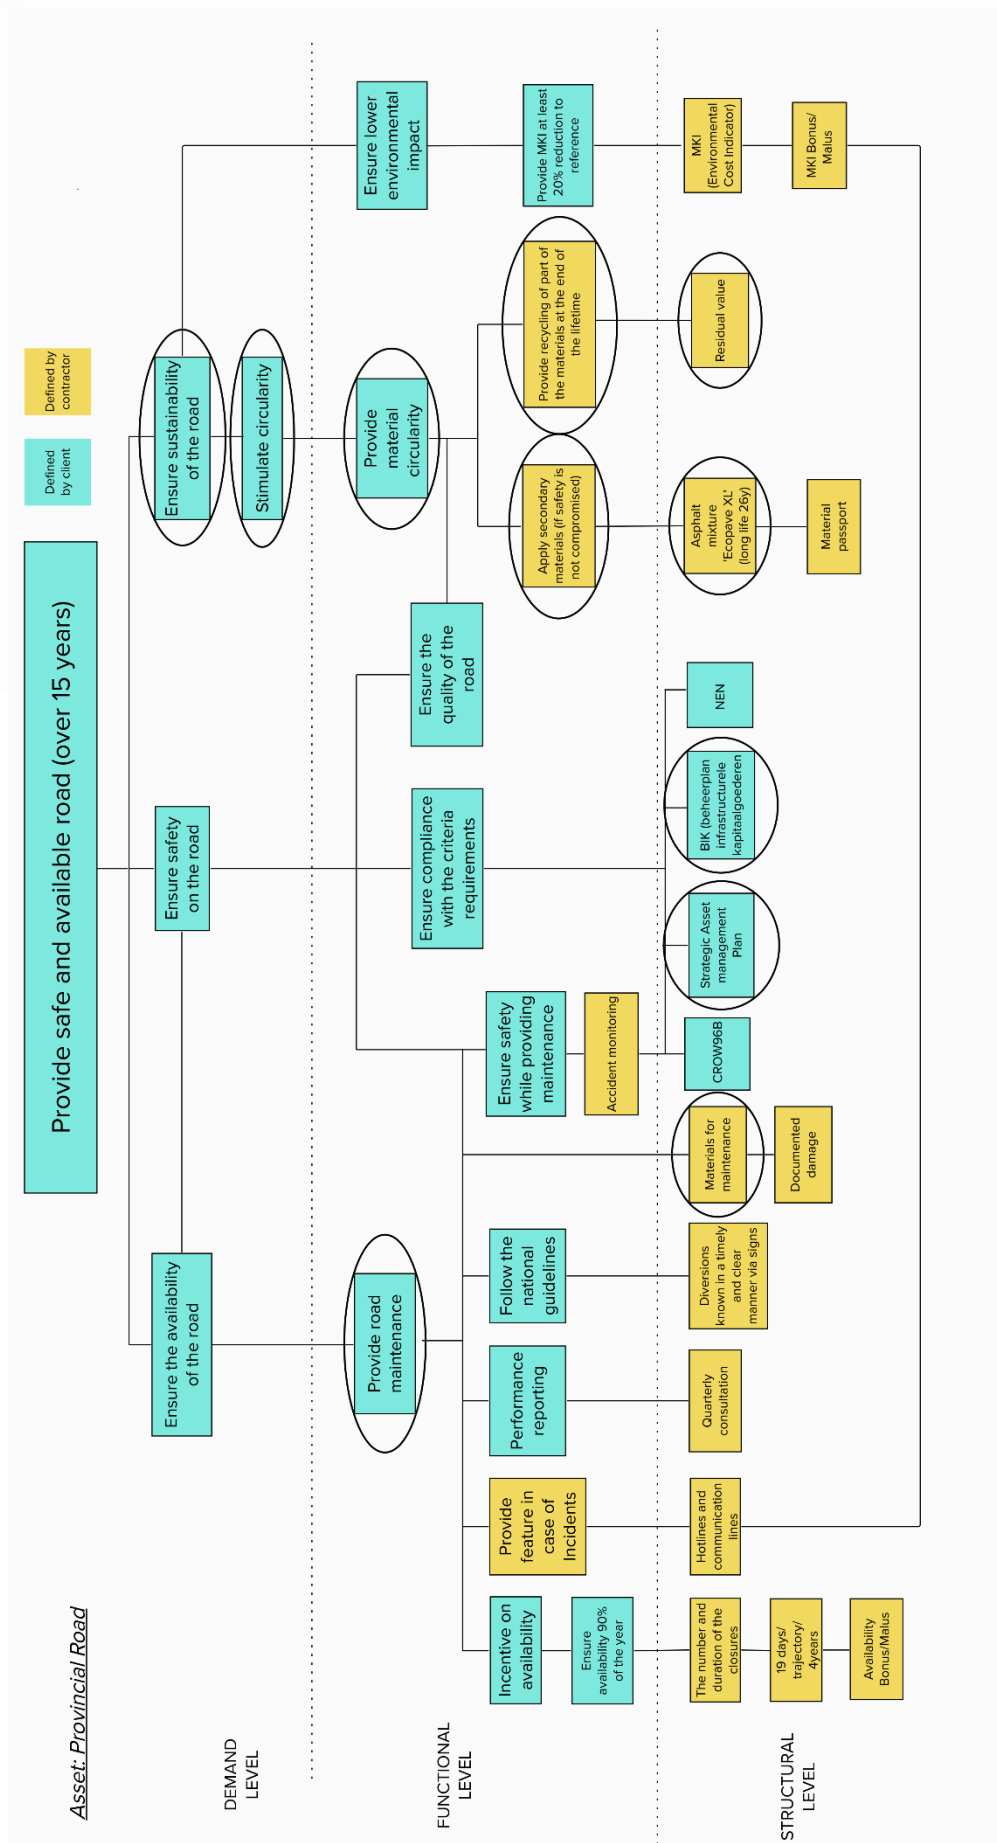 Asset: Provincial Road
Provide safe and available road (over 15 years)
Defined
by client
Defined by
contractor
DEMAND
LEVEL
Ensure the availability
of the road
Ensure safety
on the road
Ensure sustainability
of the road
Stimulate circularity
FUNCTIONAL
LEVEL
Provide road
maintenance
Provide
material
circularity
Ensure lower
environmental
impact
Ensure compliance
with the criteria
requirements
Ensure the
quality of the
road
Incentive on
availability
Ensure
availability 90%
of the year
Provide
feature in
case of
Incidents
Performance
reporting
Follow the
national
guidelines
Ensure safety
while providing
maintenance
Accident monitoring
Apply secondary
materials (if safety is
not compromised)
Provide recycling of part of
the materials at the end of
the lifetime
Provide MKI at least
20% reduction to
reference
STRUCTURAL
LEVEL
The number and
duration of the
closures
19 days/
trajectory/
4years
Availability
Bonus/Malus
Hotlines and
communication
lines
Quarterly
consultation
Diversions
known in a timely
and clear
manner via signs
Materials for
maintenance
Documented
damage
CROW96B
Strategic Asset
management
Plan
BIK (beheerplan
infrastructurele
kapitaalgoederen
NEN
Asphalt
mixture
'Ecopave XL'
(long life 26y)
Material
passport
Residual value
MKI
(Environmental
Cost Indicator)
MKI Bonus/
Malus